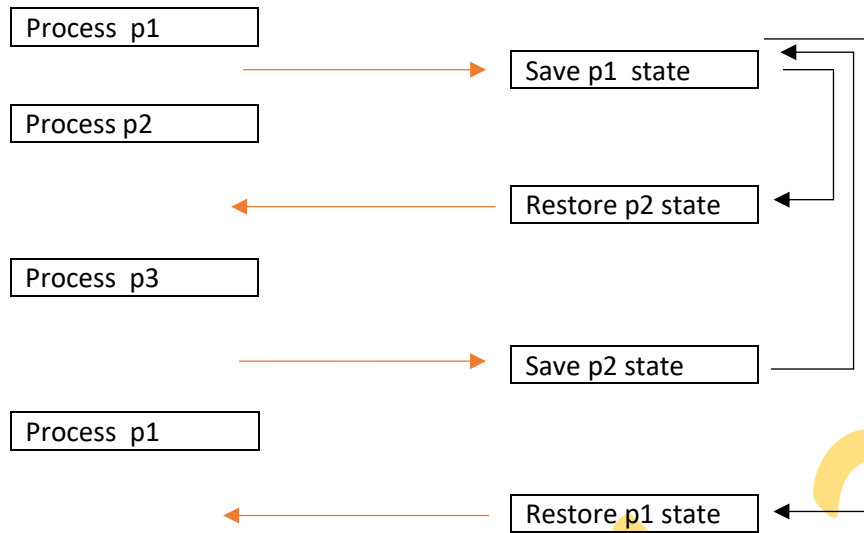 Process p1
Save p1 state
Process p2
Restore p2 state
Process p3
Save p2 state
Process p1
Restore p1 state